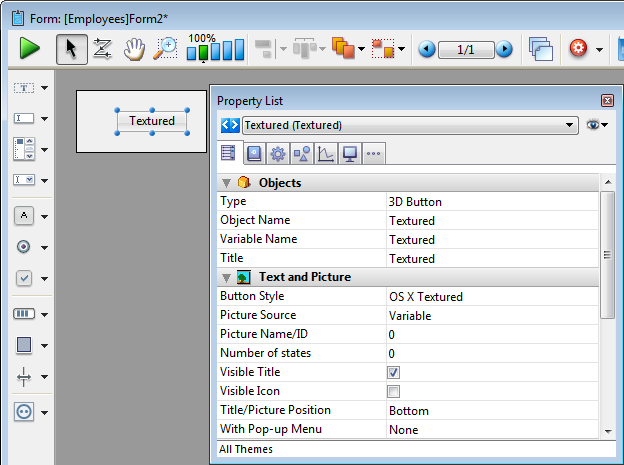 Form: [Employees]Form2*
100%
1/1
T
A
Textured
Property List
Textured (Textured)
Objects
Type 3D Button
Object Name Textured
Variable Name Textured
Title Textured
Text and Picture
Button Style OS X Textured
Picture Source Variable
Picture Name/ID 0
Number of states 0
Visible Title
Visible Icon
Title/Picture Position Bottom
With Pop-up Menu None
All Themes